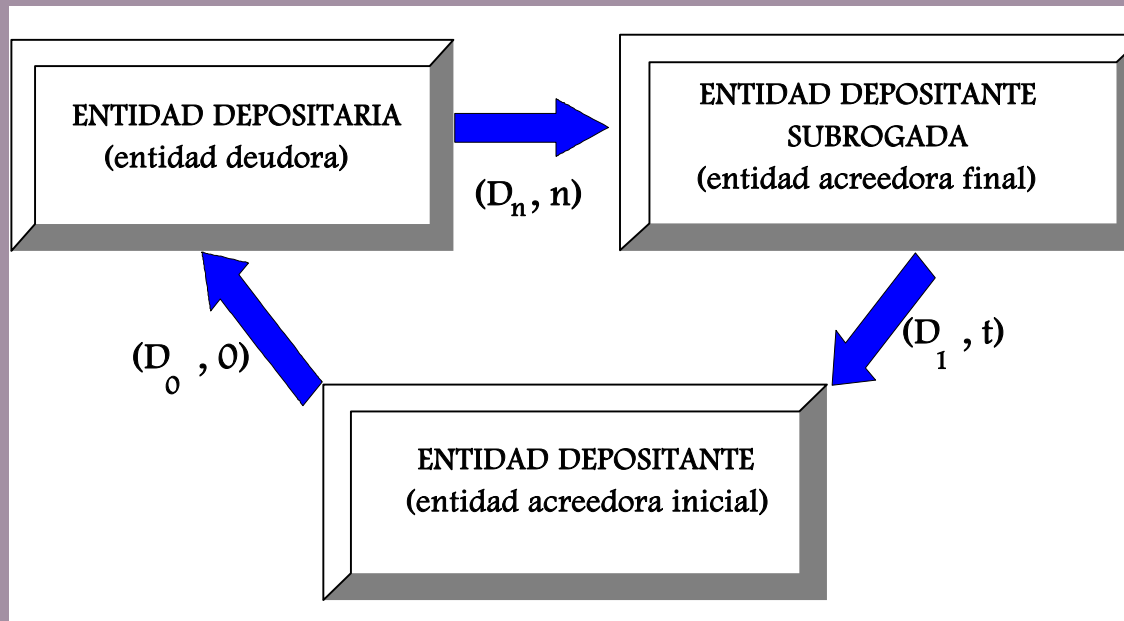 ENTIDAD DEPOSITARIA
(entidad deudora)
(Dn, n)
ENTIDAD DEPOSITANTE
SUBROGADA
(entidad acreedora final)
(D0 , 0)
(D1 , t)
ENTIDAD DEPOSITANTE
(entidad acreedora inicial)